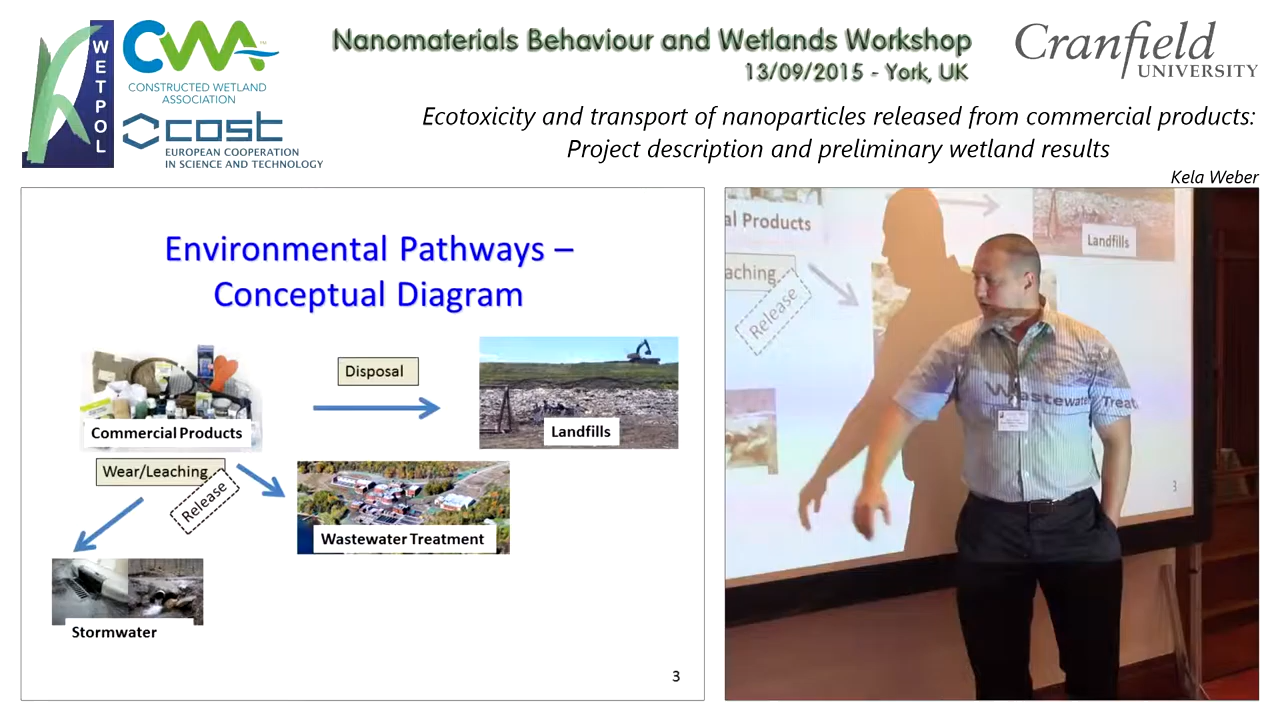 WETPOL
CWA
CONSTRUCTED WETLAND
ASSOCIATION
cost
EUROPEAN COOPERATION
IN SCIENCE AND TECHNOLOGY
Nanomaterials Behaviour and Wetlands Workshop
13/09/2015 - York, UK
Cranfield
UNIVERSITY
Ecotoxicity and transport of nanoparticles released from commercial products:
Project description and preliminary wetland results
Kela Weber
Environmental Pathways –
Conceptual Diagram
Disposal
Commercial Products
Landfills
Wear/Leaching
Release
Wastewater Treatment
Stormwater
3
al Products
Landfills
aching
Release
Wastewater Treat
3